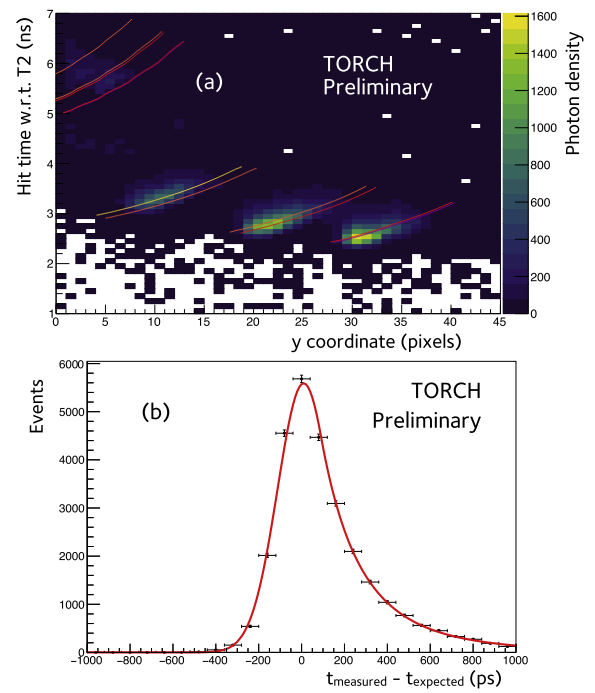 Hit time w.r.t. T2 (ns)
7
6
5
4
3
2
1
(a)
TORCH
Preliminary
0 5 10 15 20 25 30 35 40 45
y coordinate (pixels)
1600
1400
1200
1000
800
600
400
200
0
Photon density
Events
6000
5000
4000
3000
2000
1000
0
(b)
TORCH
Preliminary
−1000 −800 −600 −400 −200 0 200 400 600 800 1000
tmeasured - texpected (ps)